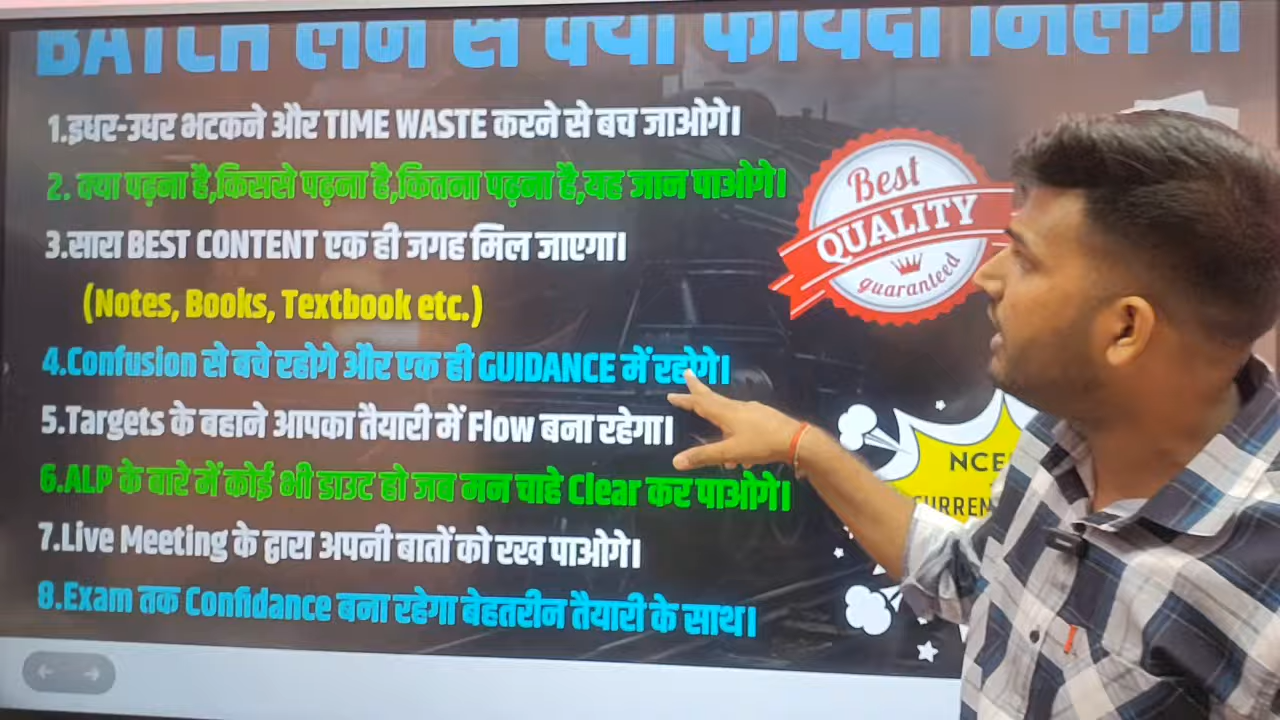 BATCH लेने से क्या फायदा मिलेगा
1.इधर-उधर भटकने और TIME WASTE करने से बच जाओगे।
2. क्या पढ़ना है,किससे पढ़ना है,कितना पढ़ना है,यह जान पाओगे।
3.सारा BEST CONTENT एक ही जगह मिल जाएगा।
(Notes, Books, Textbook etc.)
4.Confusion से बचे रहोगे और एक ही GUIDANCE में रहोगे।
5.Targets के बहाने आपका तैयारी में Flow बना रहेगा।
6.ALP के बारे में कोई भी डाउट हो जब मन चाहे Clear कर पाओगे।
7.Live Meeting के द्वारा अपनी बातों को रख पाओगे।
8.Exam तक Confidance बना रहेगा बेहतरीन तैयारी के साथ।
Best
QUALITY
guaranteed